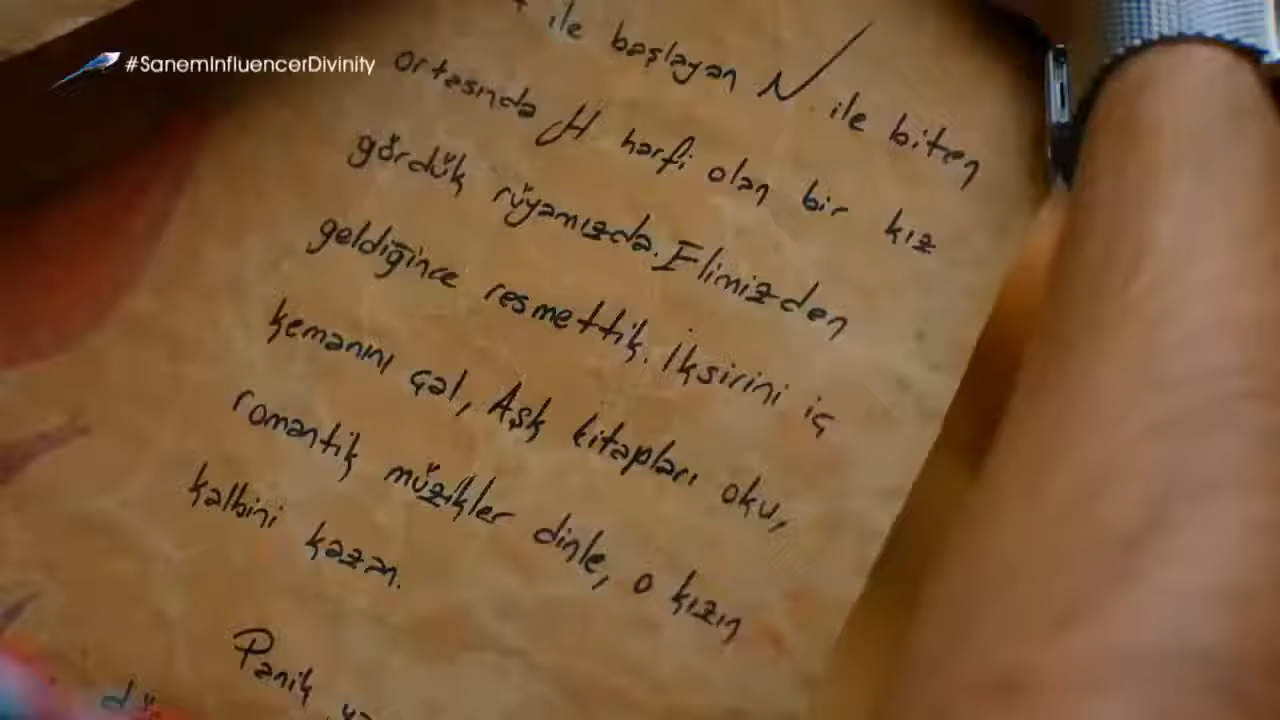 #SanemInfluencerDivinity
ile başlayan N ile biten
ortasında H harfi olan bir kız
gördük rüyamızda. Elimizden
geldiğince resmettik. İksirini iç
kemanını çal, Aşk kitapları oku,
romantik müzikler dinle, o kızın
kalbini kazan.
Panik